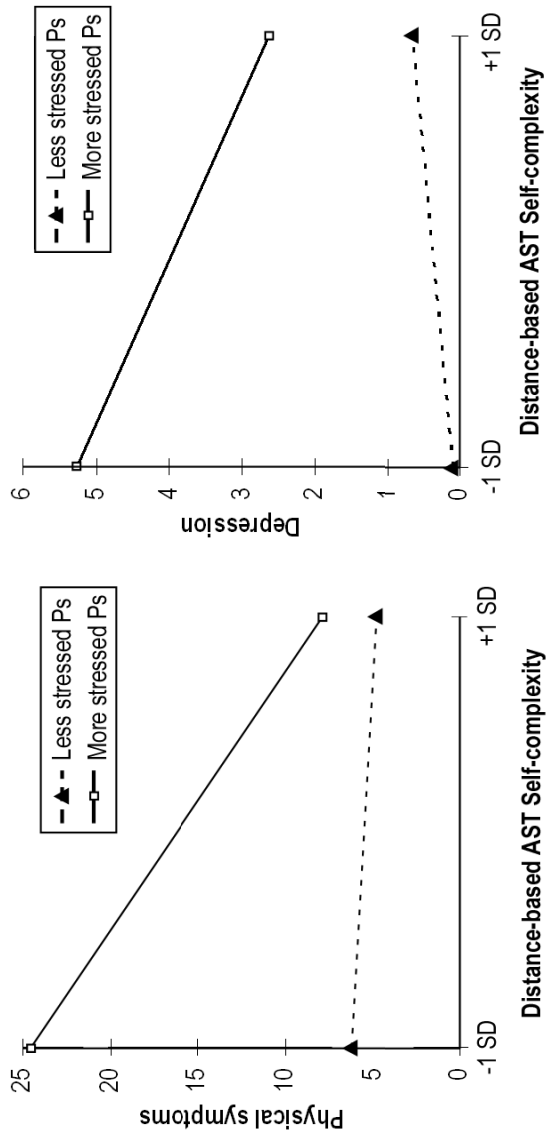 Less stressed Ps
More stressed Ps
Physical symptoms
25
20
15
10
5
0
-1 SD
+1 SD
Distance-based AST Self-complexity
Less stressed Ps
More stressed Ps
Depression
6
5
4
3
2
1
0
-1 SD
+1 SD
Distance-based AST Self-complexity